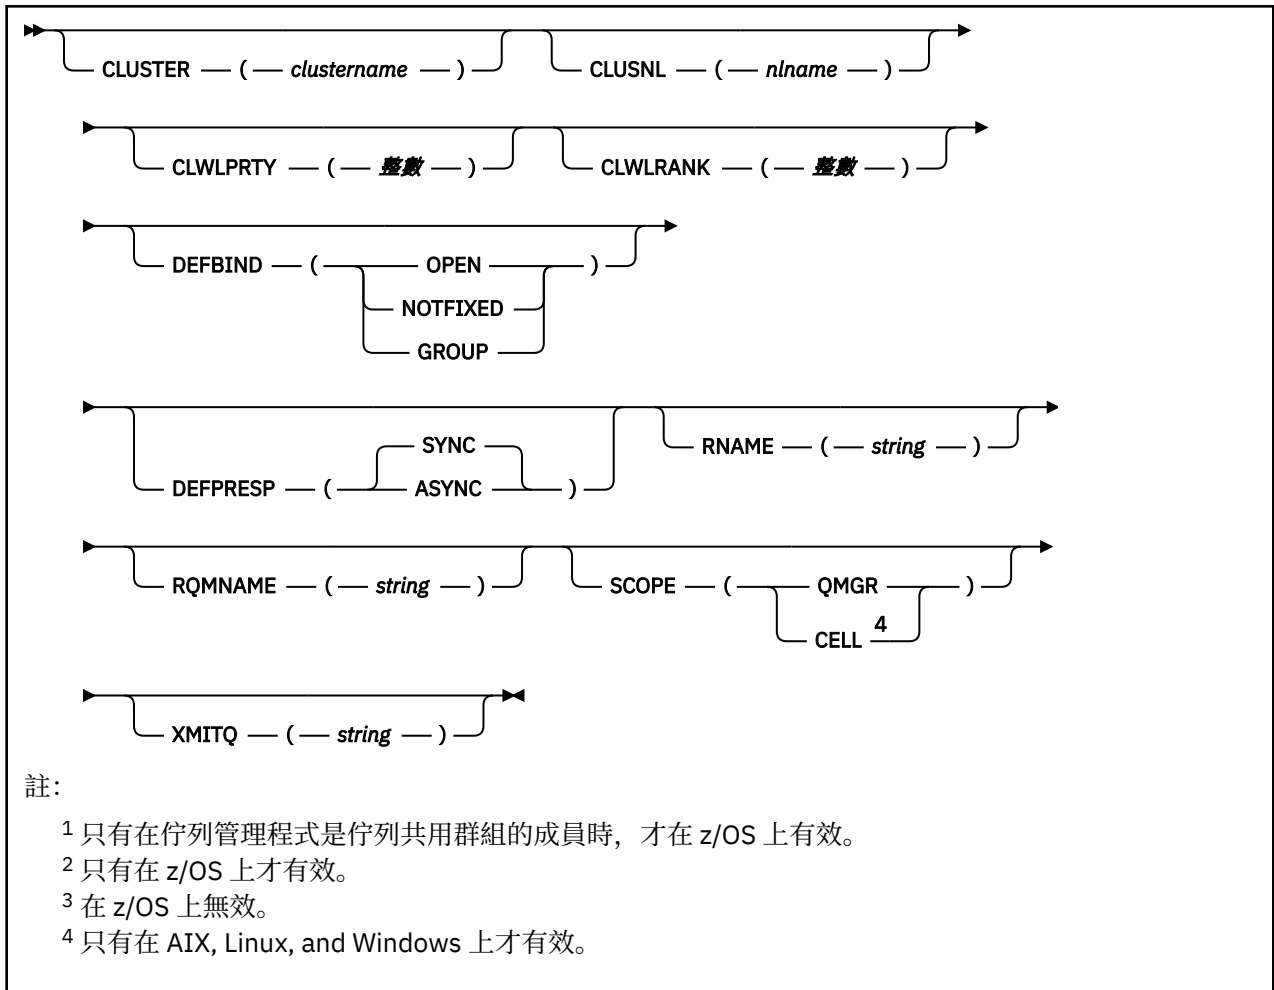 CLUSTER ( clustername ) CLUSNL ( nlname )
CLWLPRTY ( 整數 ) CLWLRANK ( 整數 )
DEFBIND ( OPEN )
NOTFIXED
GROUP
SYNC
DEFPRESP ( ASYNC ) RNAME ( string )
RQMNAME ( string ) SCOPE ( QMGR )
CELL 4
XMITQ ( string )
註：
1 只有在佇列管理程式是佇列共用群組的成員時，才在 z/OS 上有效。
2 只有在 z/OS 上才有效。
3 在 z/OS 上無效。
4 只有在 AIX, Linux, and Windows 上才有效。